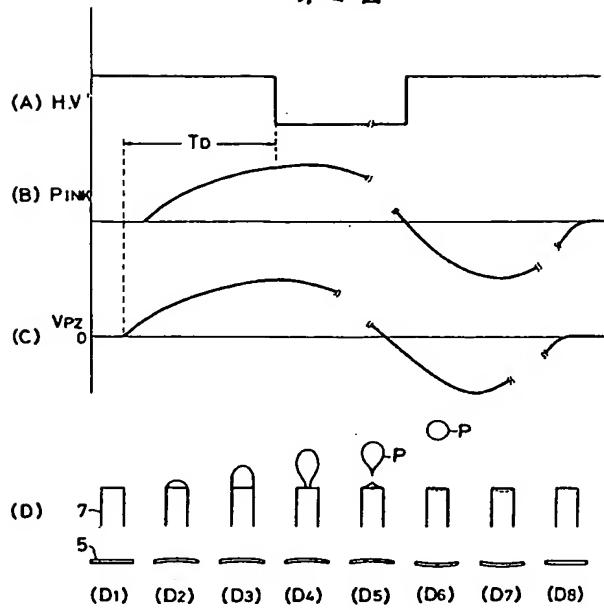 (A) H.V'
TD
(B) PINK
(C) VPZ
0
P
P
(D) 7
5
(D1) (D2) (D3) (D4) (D5) (D6) (D7) (D8)